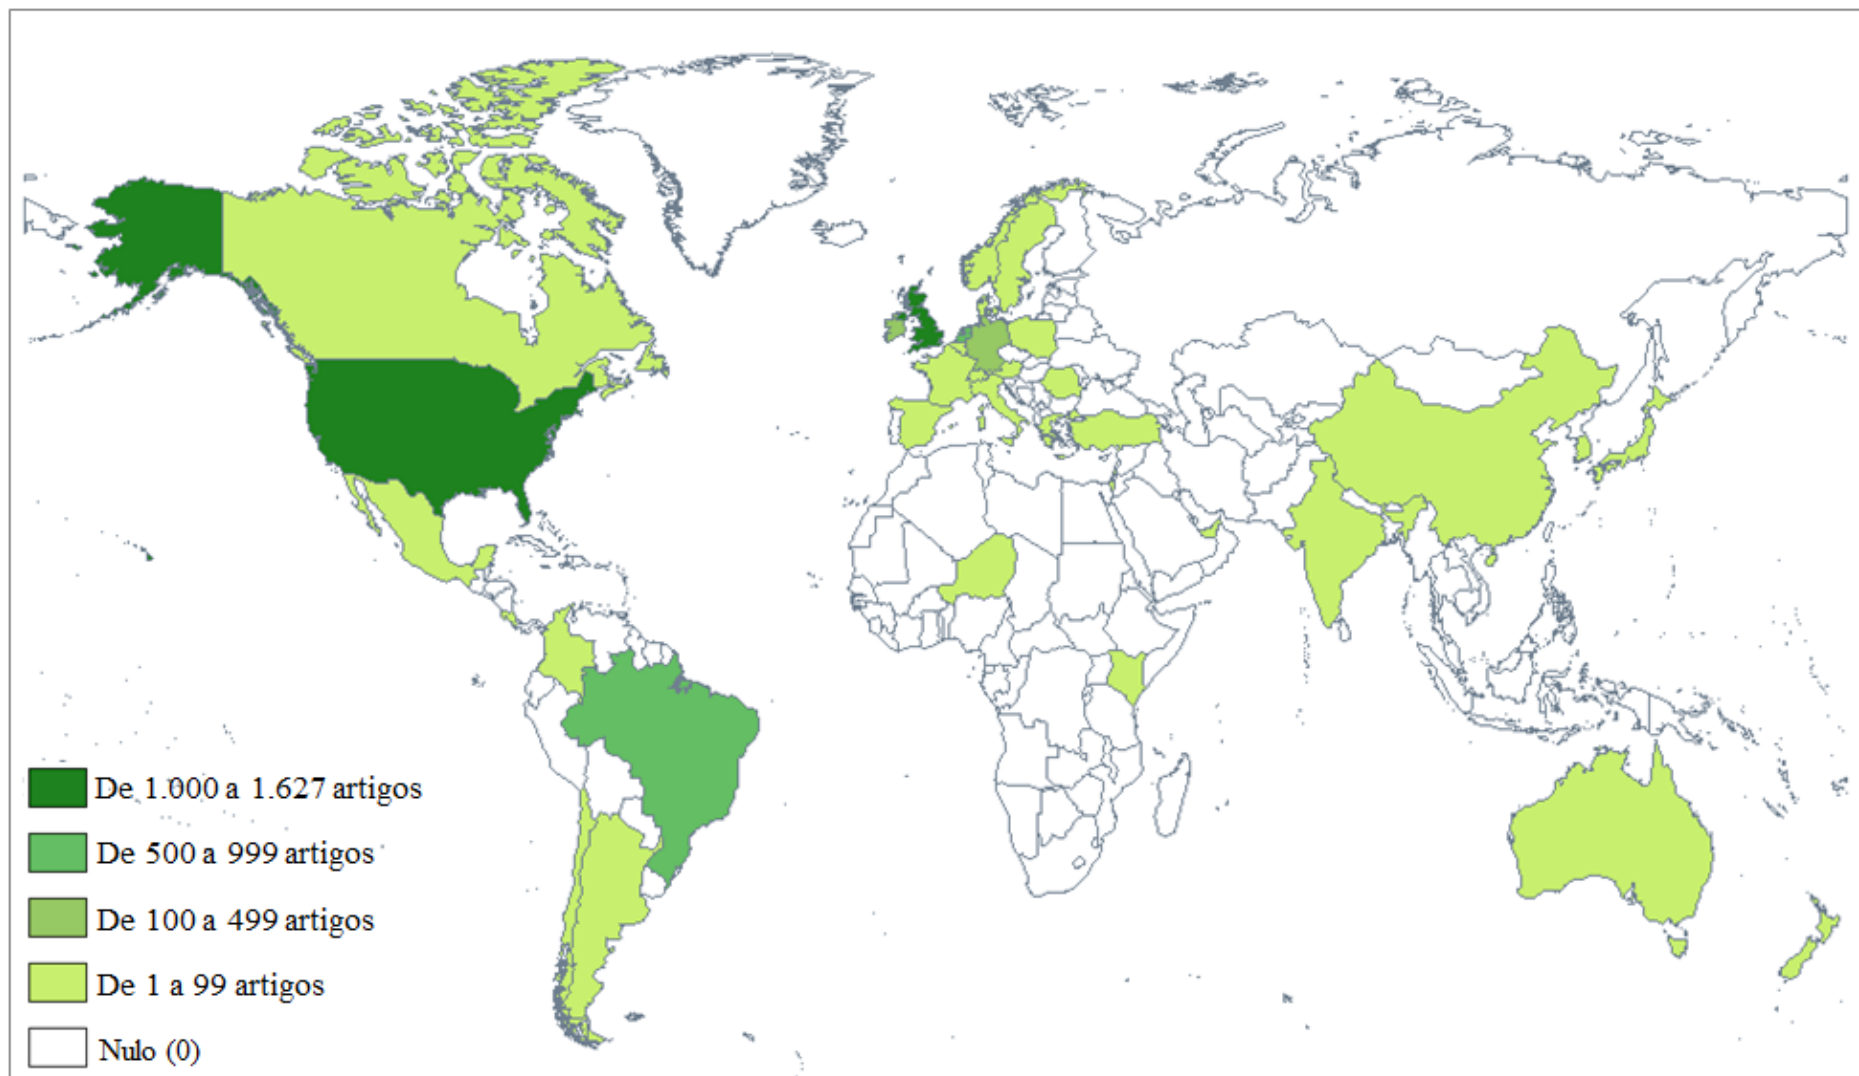 De 1.000 a 1.627 artigos
De 500 a 999 artigos
De 100 a 499 artigos
De 1 a 99 artigos
Nulo (0)